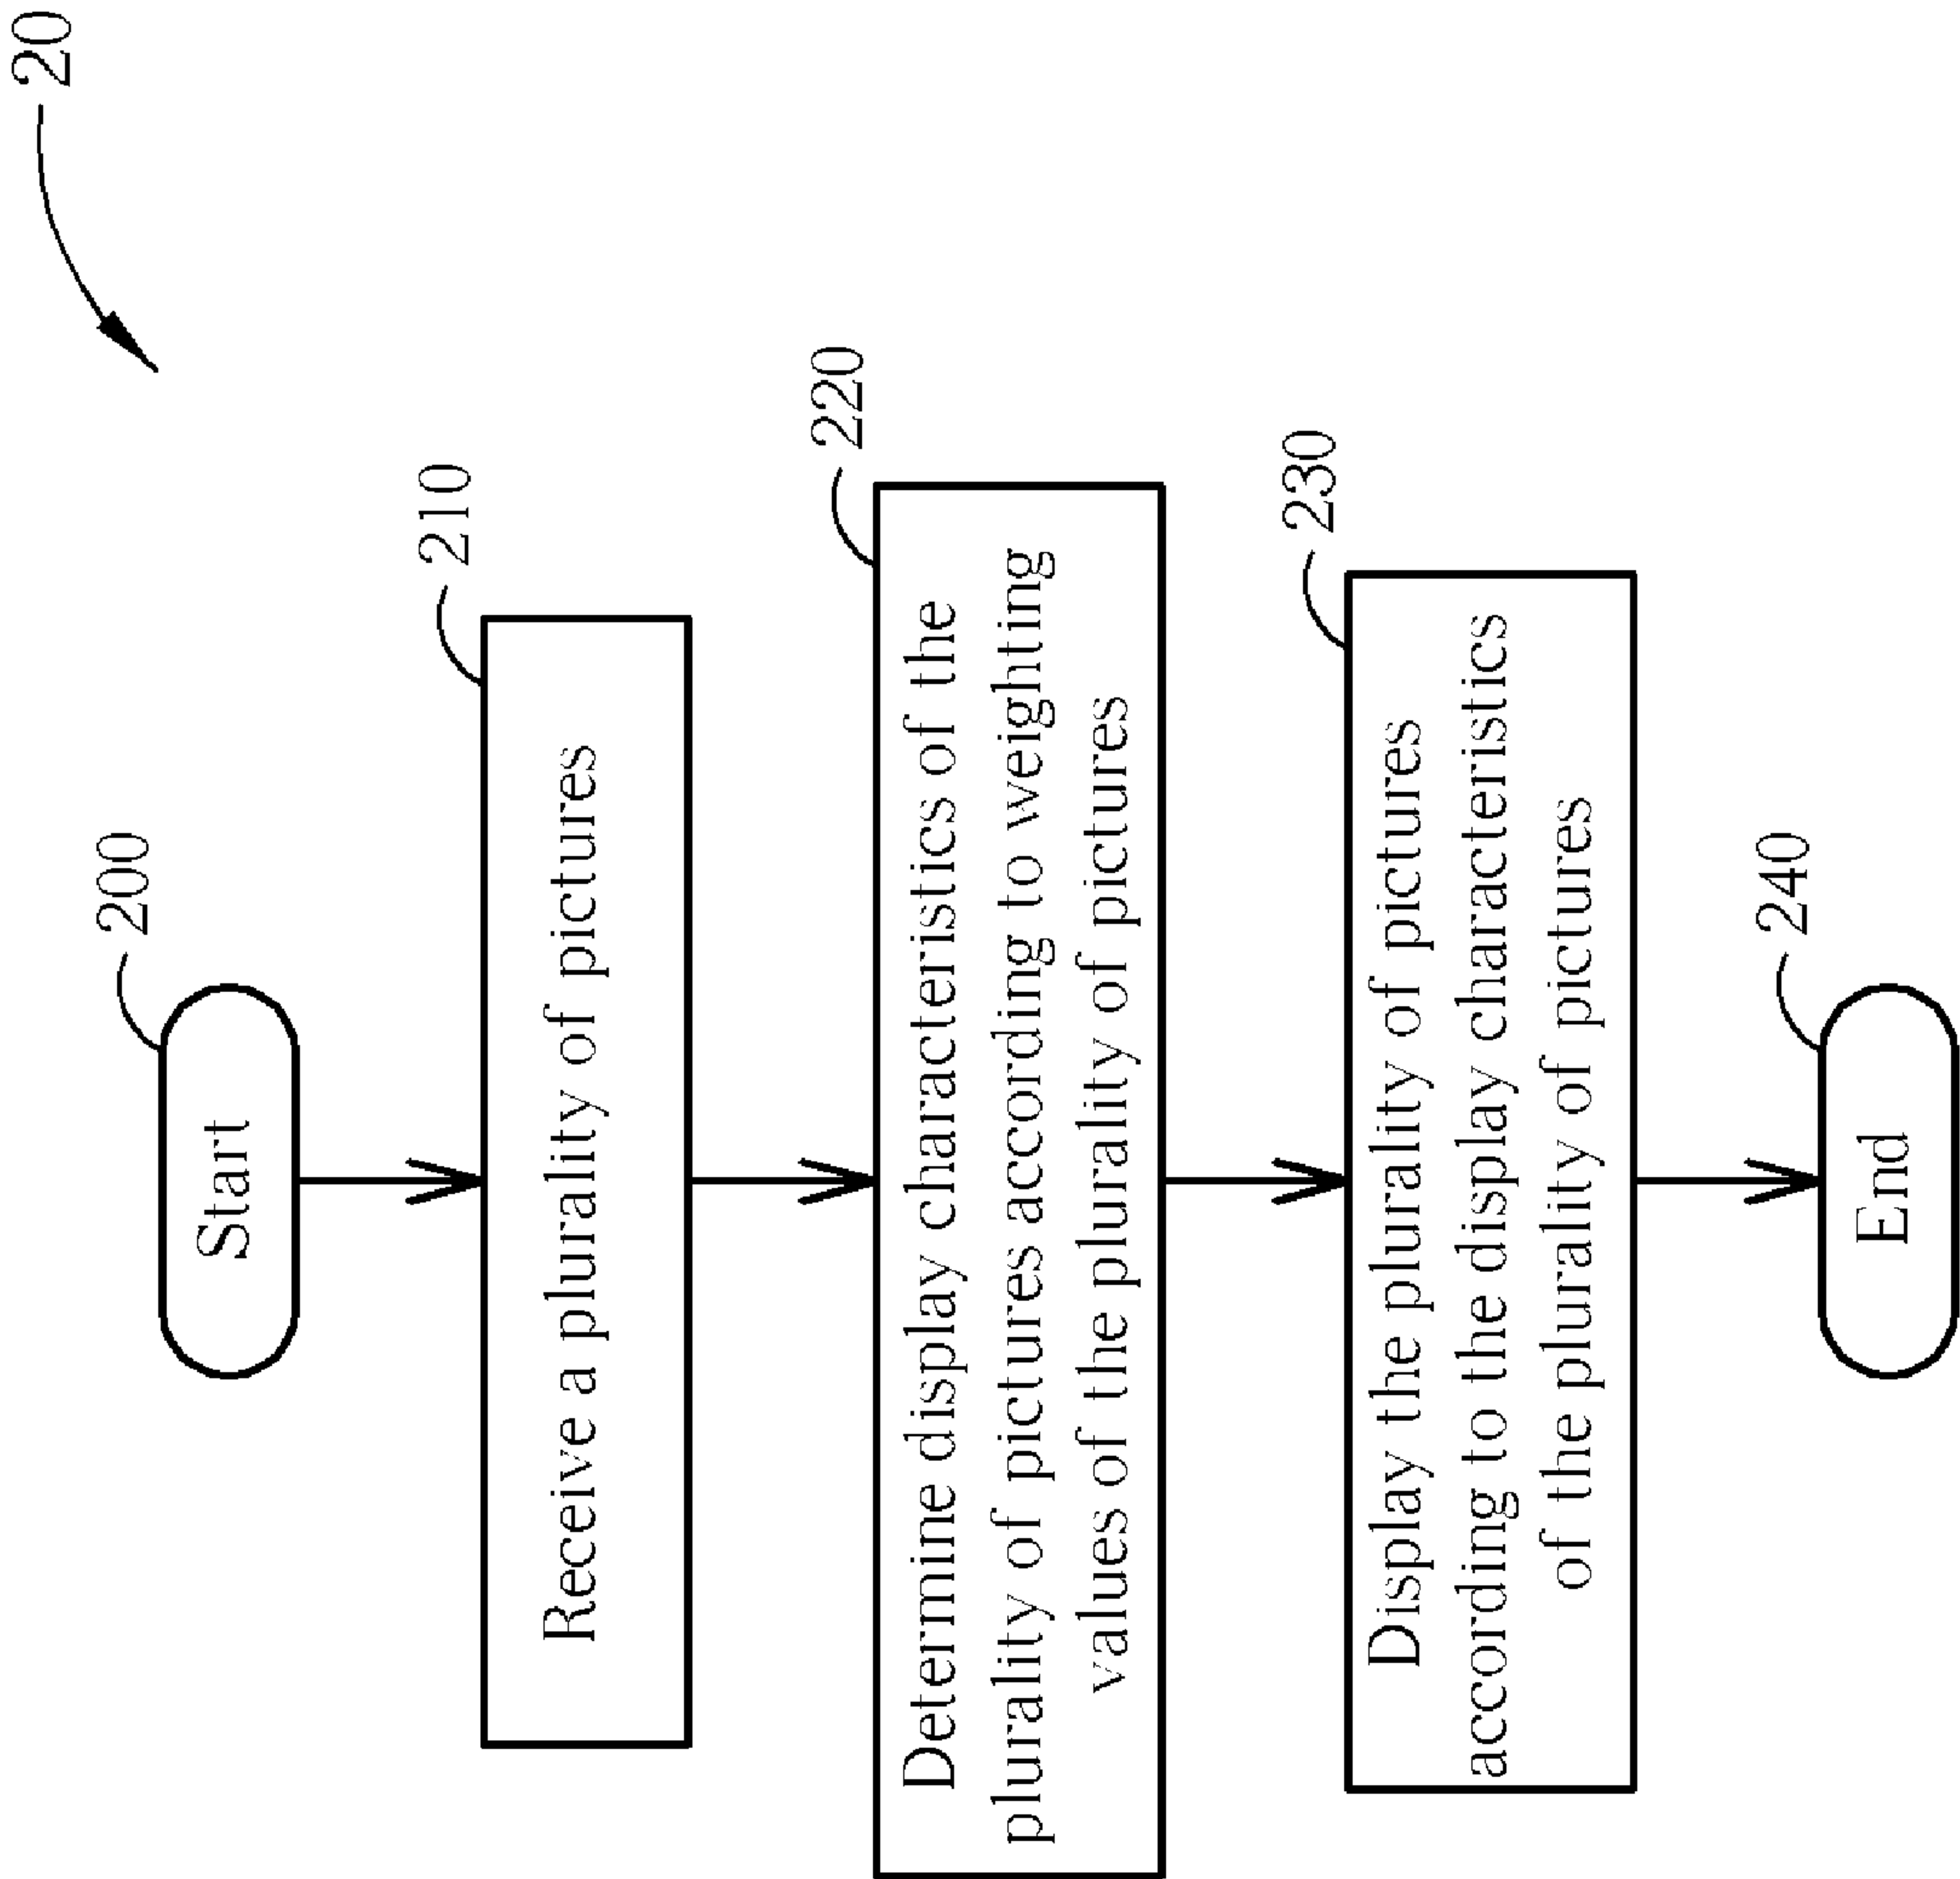 20
200
Start
210
Receive a plurality of pictures
220
Determine display characteristics of the
plurality of pictures according to weighting
values of the plurality of pictures
230
Display the plurality of pictures
according to the display characteristics
of the plurality of pictures
240
End